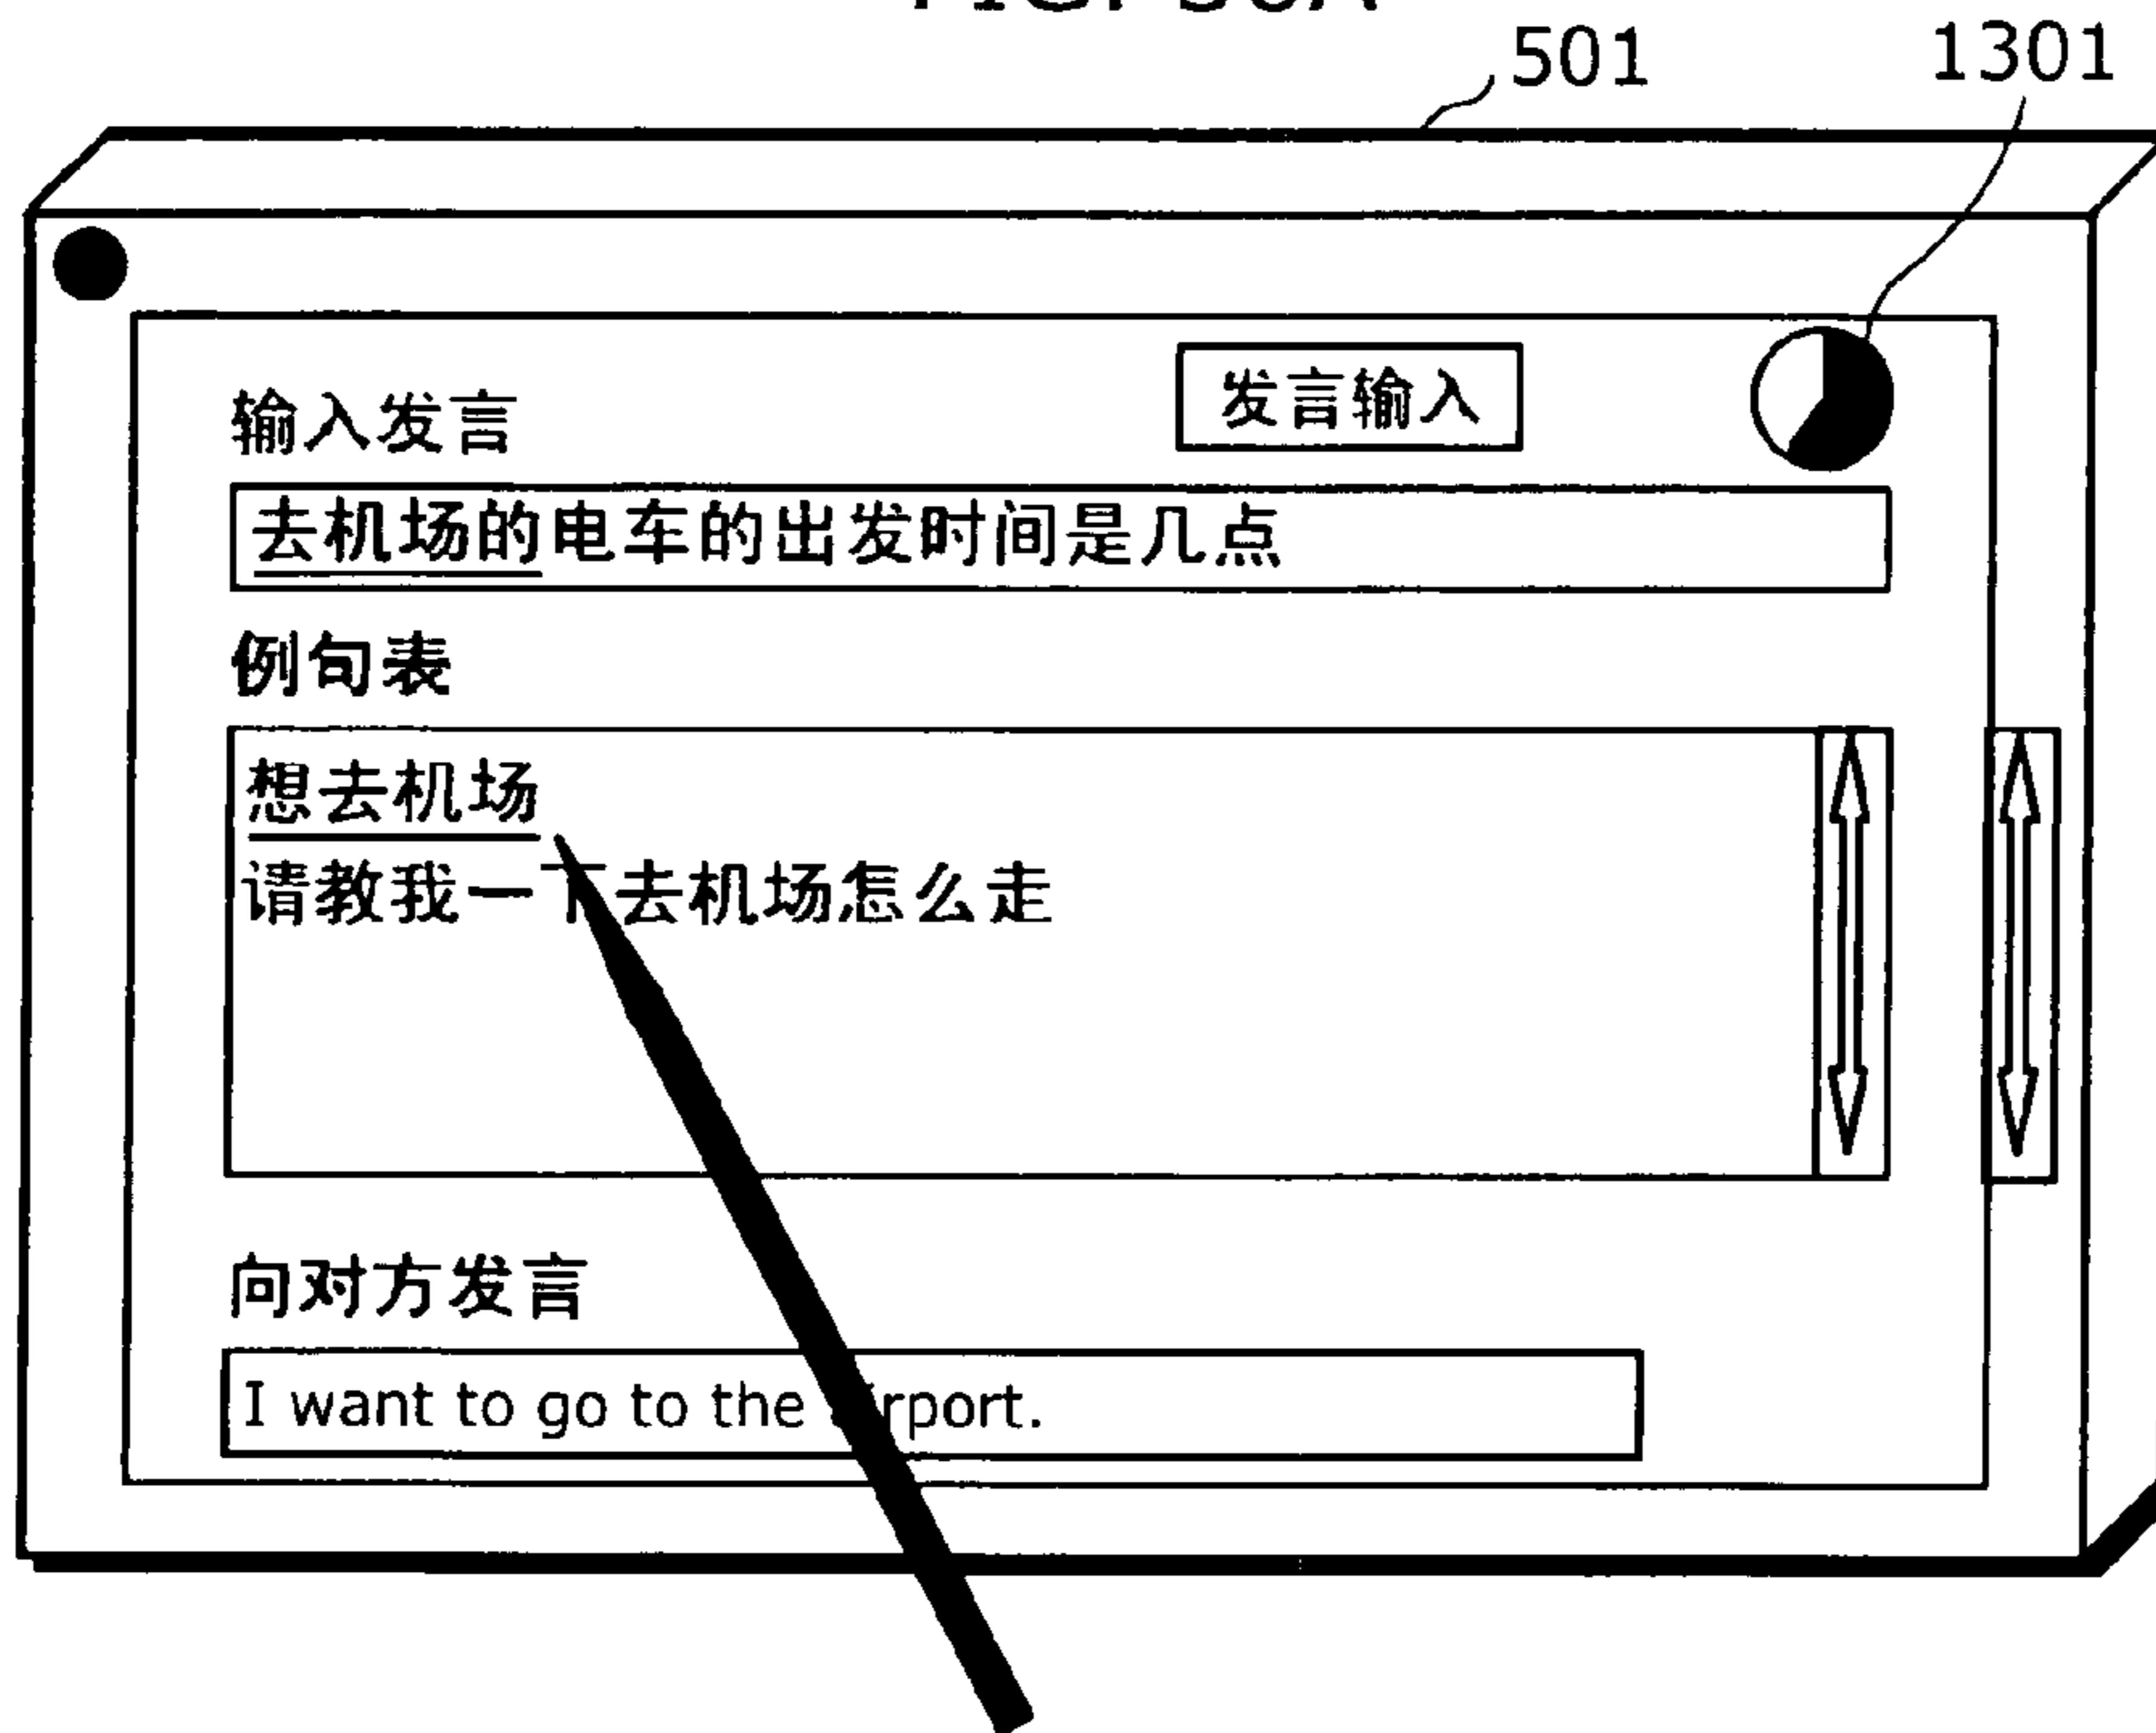 501
1301
输入发言
发言输入
去机场的电车的出发时间是几点
例句表
想去机场
请教我一下去机场怎么走
向对方发言
I want to go to the airport.